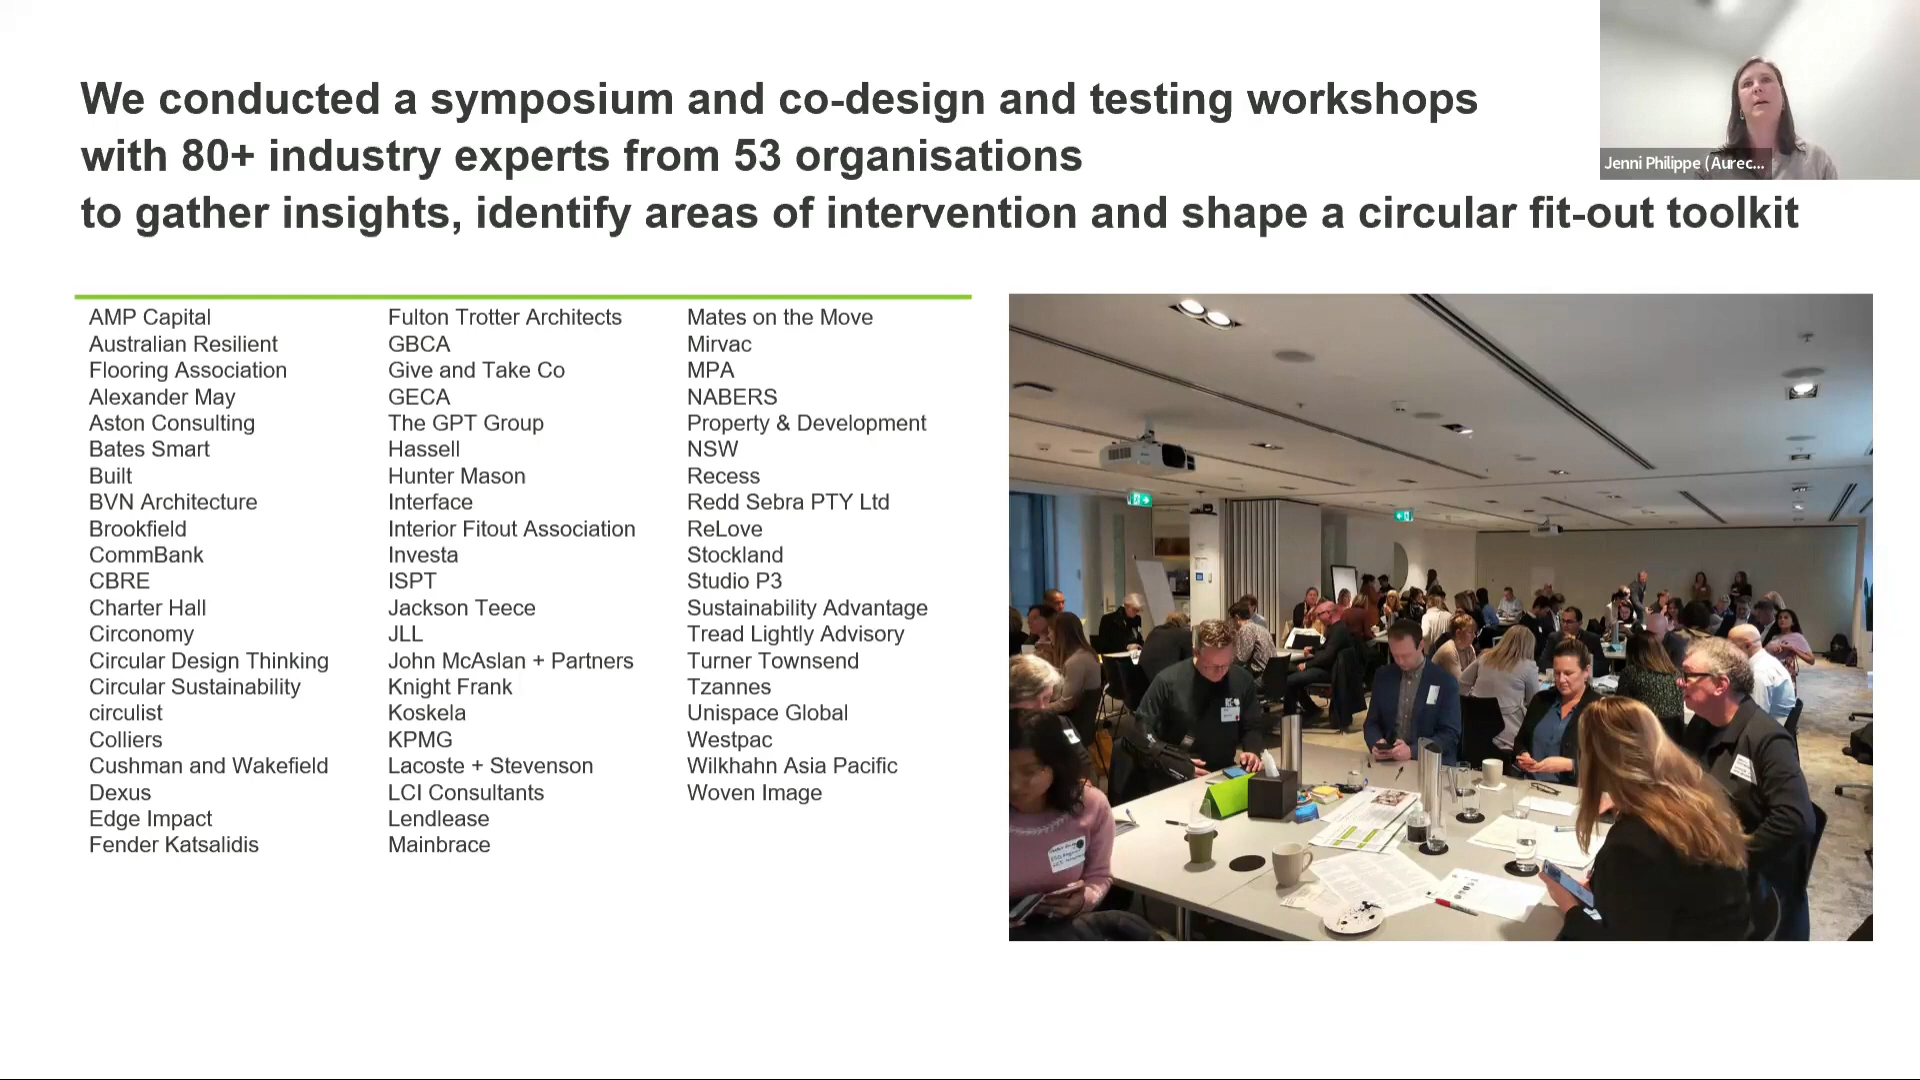 We conducted a symposium and co-design and testing workshops
with 80+ industry experts from 53 organisations
to gather insights, identify areas of intervention and shape a circular fit-out toolkit
Jenni Philippe (Aurec...
AMP Capital
Australian Resilient
Flooring Association
Alexander May
Aston Consulting
Bates Smart
Built
BVN Architecture
Brookfield
CommBank
CBRE
Charter Hall
Circonomy
Circular Design Thinking
Circular Sustainability
circulist
Colliers
Cushman and Wakefield
Dexus
Edge Impact
Fender Katsalidis
Fulton Trotter Architects
GBCA
Give and Take Co
GECA
The GPT Group
Hassell
Hunter Mason
Interface
Interior Fitout Association
Investa
ISPT
Jackson Teece
JLL
John McAslan + Partners
Knight Frank
Koskela
KPMG
Lacoste + Stevenson
LCI Consultants
Lendlease
Mainbrace
Mates on the Move
Mirvac
MPA
NABERS
Property & Development
NSW
Recess
Redd Sebra PTY Ltd
ReLove
Stockland
Studio P3
Sustainability Advantage
Tread Lightly Advisory
Turner Townsend
Tzannes
Unispace Global
Westpac
Wilkhahn Asia Pacific
Woven Image